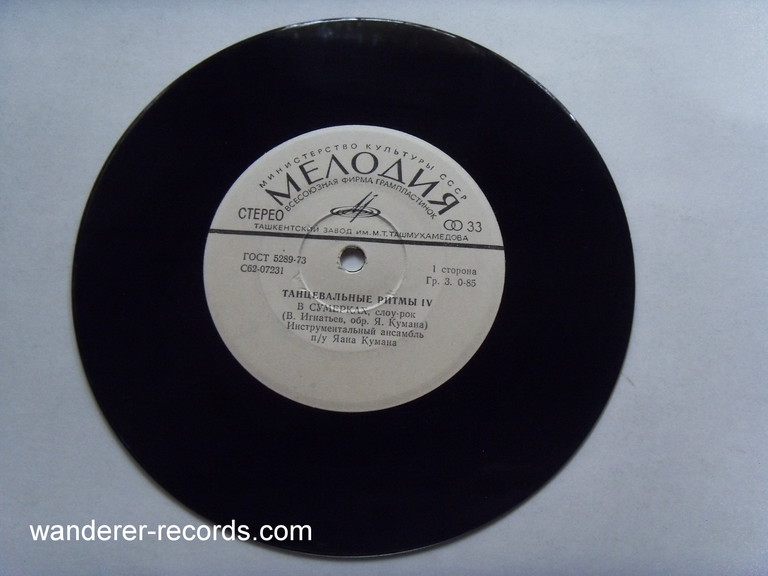 МИНИСТЕРСТВО КУЛЬТУРЫ СССР
МЕЛОДИЯ
ВСЕСОЮЗНАЯ ФИРМА ГРАМПЛАСТИНОК
СТЕРЕО
33
ТАШКЕНТСКИЙ ЗАВОД ИМ. М.Т. ТАШМУХАМЕДОВА
ГОСТ 5289-73
С62-07231
1 сторона
Гр. 3. 0-85
ТАНЦЕВАЛЬНЫЕ РИТМЫ IV
В СУМЕРКАХ, слоу-рок
(В. Игнатьев, обр. Я. Кумана)
Инструментальный ансамбль
п/у Яана Кумана
wanderer-records.com